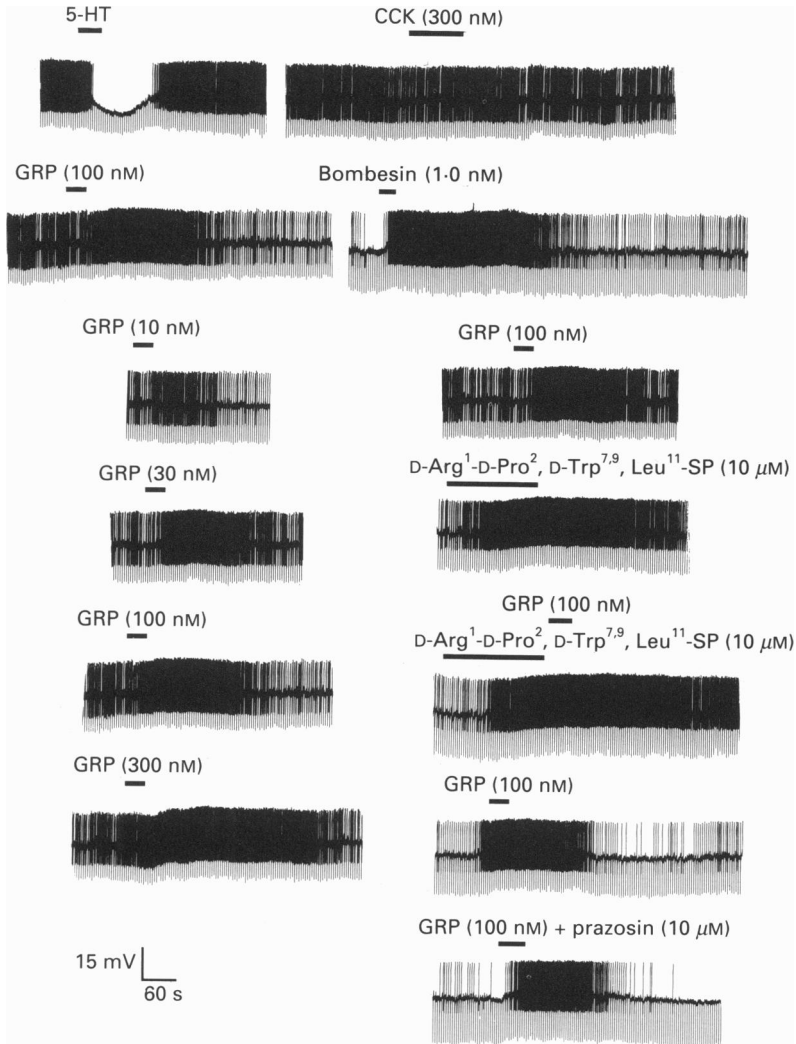 5-HT
CCK (300 nM)
GRP (100 nM)
Bombesin (1·0 nM)
GRP (10 nM)
GRP (100 nM)
GRP (30 nM)
D-Arg¹-D-Pro², D-Trp⁷,⁹, Leu¹¹-SP (10 μM)
GRP (100 nM)
GRP (100 nM)
D-Arg¹-D-Pro², D-Trp⁷,⁹, Leu¹¹-SP (10 μM)
GRP (300 nM)
GRP (100 nM)
GRP (100 nM) + prazosin (10 μM)
15 mV
60 s